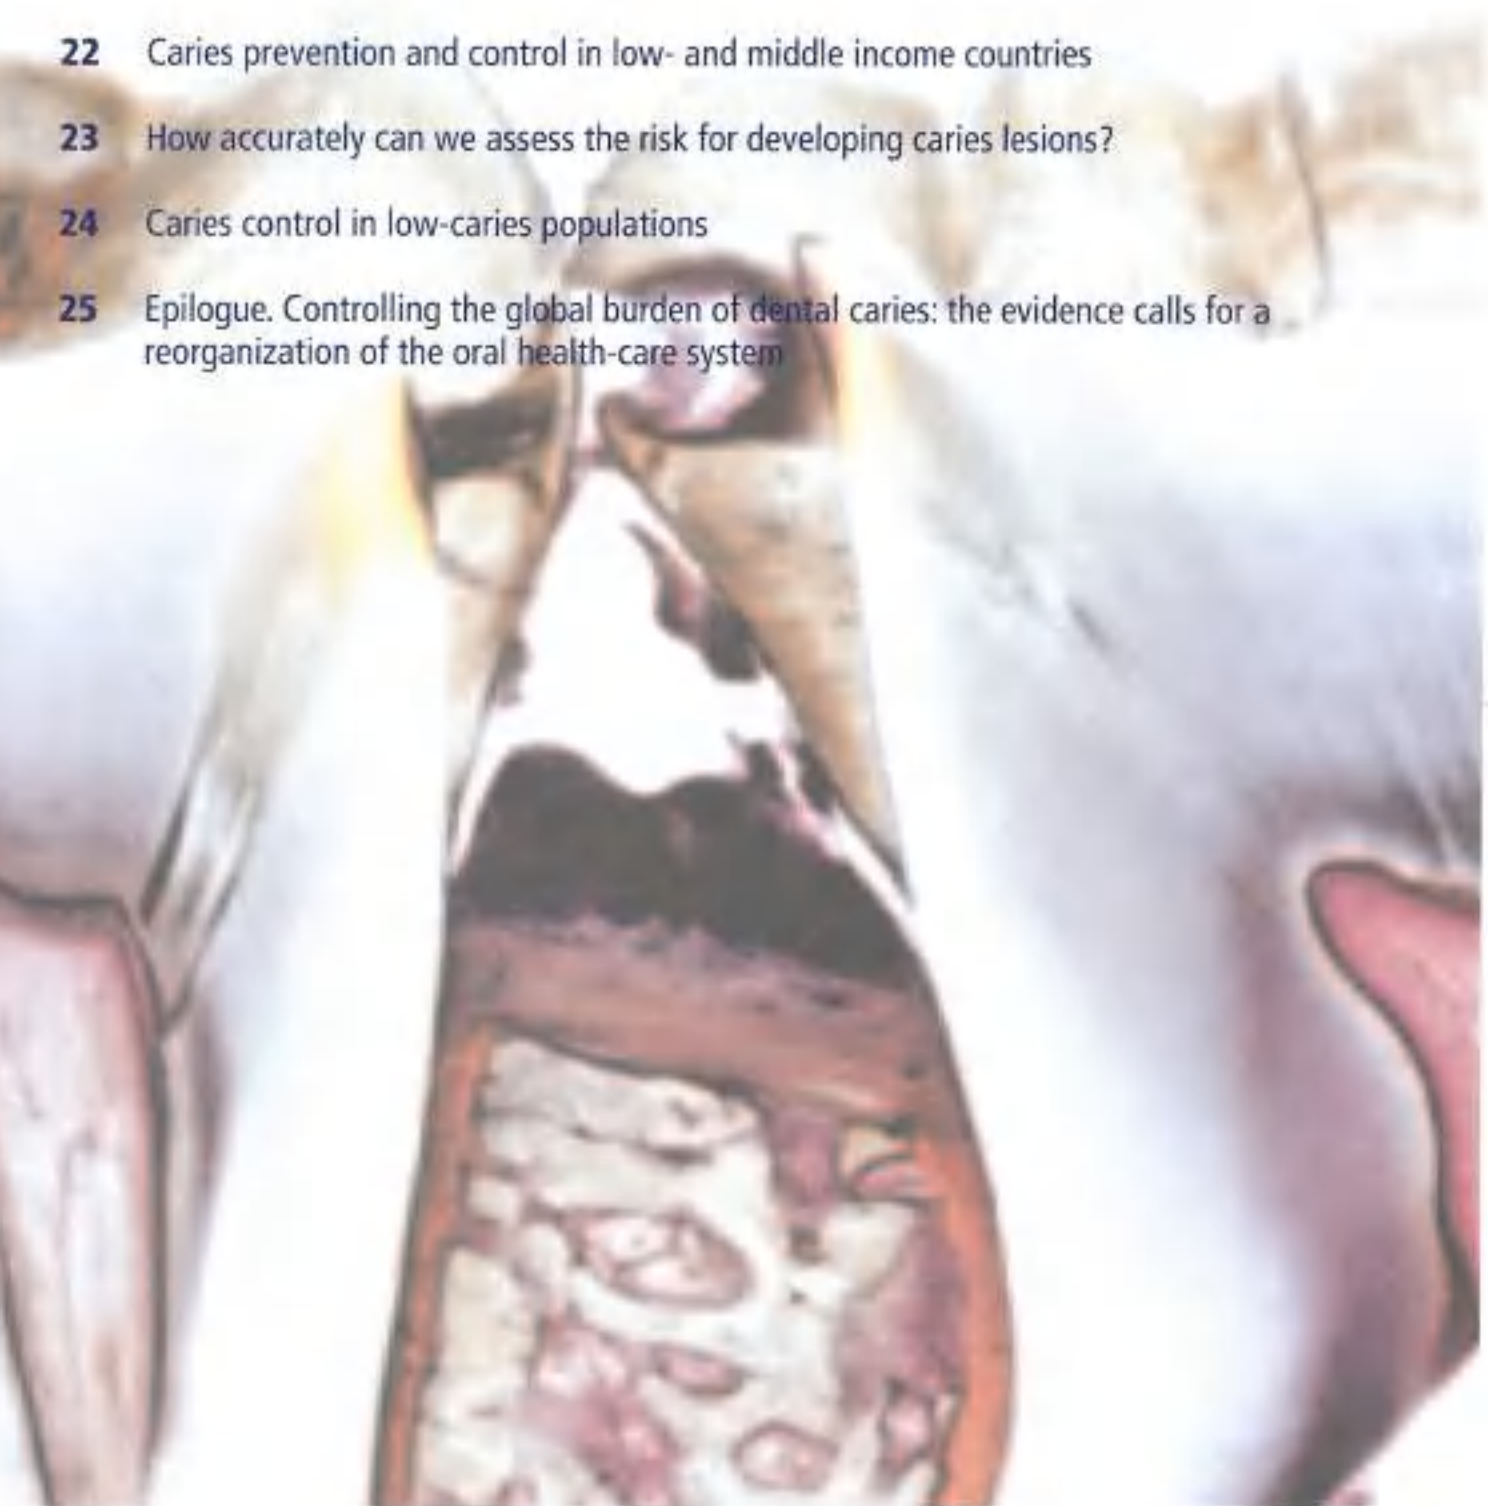 22 Caries prevention and control in low- and middle income countries
23 How accurately can we assess the risk for developing caries lesions?
24 Caries control in low-caries populations
25 Epilogue. Controlling the global burden of dental caries: the evidence calls for a
reorganization of the oral health-care system